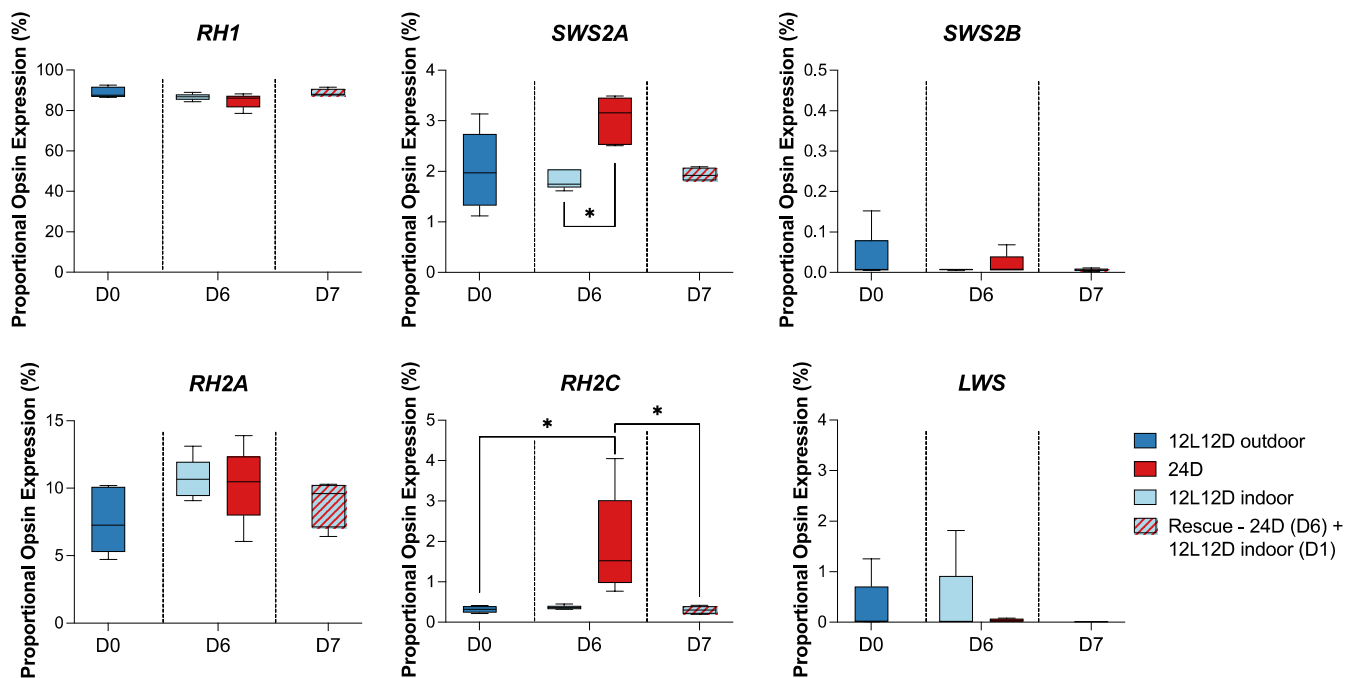 RH1
Proportional Opsin Expression (%)
100
80
60
40
20
0
D0
D6
D7
SWS2A
Proportional Opsin Expression (%)
4
3
2
1
0
*
D0
D6
D7
SWS2B
Proportional Opsin Expression (%)
0.5
0.4
0.3
0.2
0.1
0.0
D0
D6
D7
RH2A
Proportional Opsin Expression (%)
15
10
5
0
D0
D6
D7
RH2C
Proportional Opsin Expression (%)
5
4
3
2
1
0
*
*
D0
D6
D7
LWS
Proportional Opsin Expression (%)
4
3
2
1
0
D0
D6
D7
12L12D outdoor
24D
12L12D indoor
Rescue - 24D (D6) +
12L12D indoor (D1)